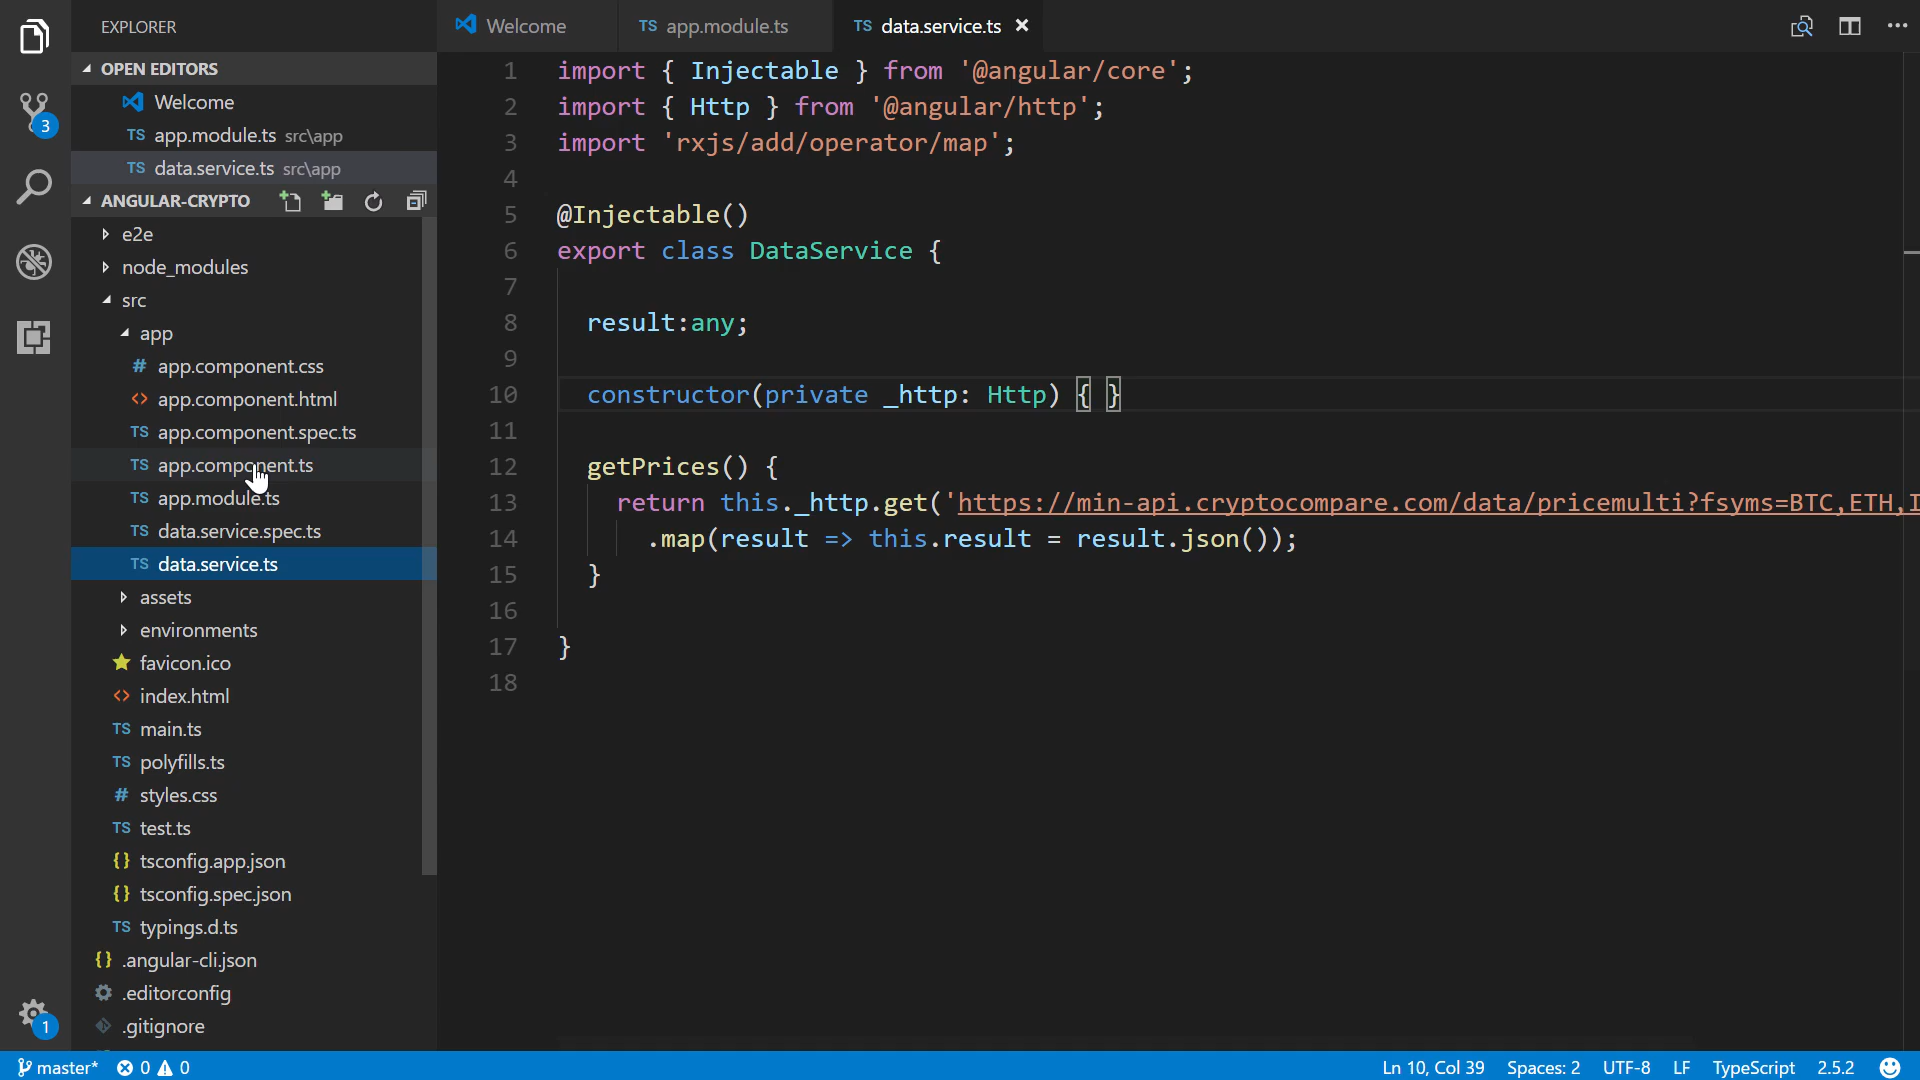 EXPLORER
Welcome
TS app.module.ts
TS data.service.ts ×
OPEN EDITORS
Welcome
TS app.module.ts src\app
TS data.service.ts src\app
ANGULAR-CRYPTO
e2e
node_modules
src
app
# app.component.css
<> app.component.html
TS app.component.spec.ts
TS app.component.ts
TS app.module.ts
TS data.service.spec.ts
TS data.service.ts
assets
environments
favicon.ico
<> index.html
TS main.ts
TS polyfills.ts
# styles.css
TS test.ts
{} tsconfig.app.json
{} tsconfig.spec.json
TS typings.d.ts
{} .angular-cli.json
.editorconfig
.gitignore
3
1
1 import { Injectable } from '@angular/core';
2 import { Http } from '@angular/http';
3 import 'rxjs/add/operator/map';
4
5 @Injectable()
6 export class DataService {
7
8 result:any;
9
10 constructor(private _http: Http) { }
11
12 getPrices() {
13 return this._http.get('https://min-api.cryptocompare.com/data/pricemulti?fsyms=BTC,ETH,I
14 .map(result => this.result = result.json());
15 }
16
17 }
18
master* 0 0
Ln 10, Col 39 Spaces: 2 UTF-8 LF TypeScript 2.5.2